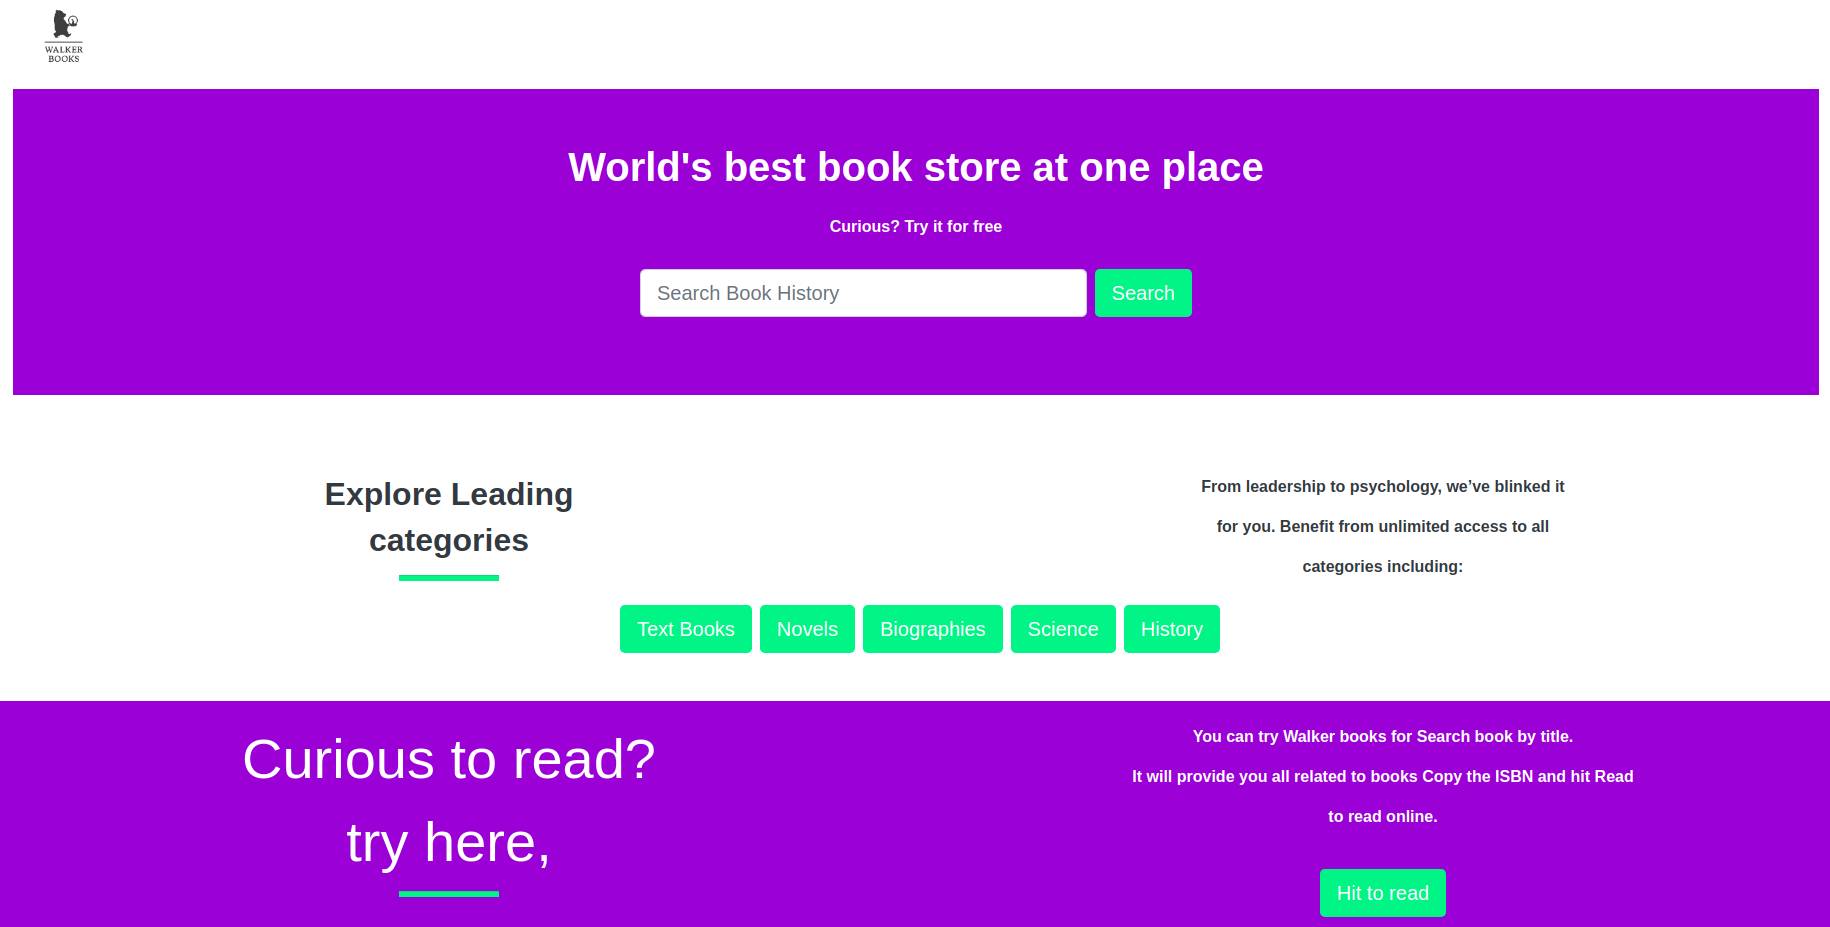 WALKER
BOOKS
World's best book store at one place
Curious? Try it for free
Search Book History
Search
Explore Leading
categories
From leadership to psychology, we’ve blinked it
for you. Benefit from unlimited access to all
categories including:
Text Books
Novels
Biographies
Science
History
Curious to read?
try here,
You can try Walker books for Search book by title.
It will provide you all related to books Copy the ISBN and hit Read
to read online.
Hit to read